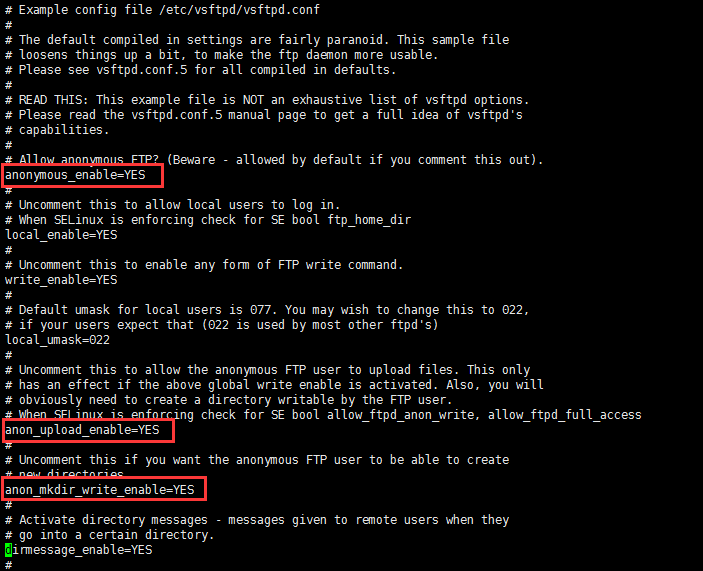 # Example config file /etc/vsftpd/vsftpd.conf
#
# The default compiled in settings are fairly paranoid. This sample file
# loosens things up a bit, to make the ftp daemon more usable.
# Please see vsftpd.conf.5 for all compiled in defaults.
#
# READ THIS: This example file is NOT an exhaustive list of vsftpd options.
# Please read the vsftpd.conf.5 manual page to get a full idea of vsftpd's
# capabilities.
#
# Allow anonymous FTP? (Beware - allowed by default if you comment this out).
anonymous_enable=YES
#
# Uncomment this to allow local users to log in.
# When SELinux is enforcing check for SE bool ftp_home_dir
local_enable=YES
#
# Uncomment this to enable any form of FTP write command.
write_enable=YES
#
# Default umask for local users is 077. You may wish to change this to 022,
# if your users expect that (022 is used by most other ftpd's)
local_umask=022
#
# Uncomment this to allow the anonymous FTP user to upload files. This only
# has an effect if the above global write enable is activated. Also, you will
# obviously need to create a directory writable by the FTP user.
# When SELinux is enforcing check for SE bool allow_ftpd_anon_write, allow_ftpd_full_access
anon_upload_enable=YES
#
# Uncomment this if you want the anonymous FTP user to be able to create
# new directories.
anon_mkdir_write_enable=YES
#
# Activate directory messages - messages given to remote users when they
# go into a certain directory.
dirmessage_enable=YES
#